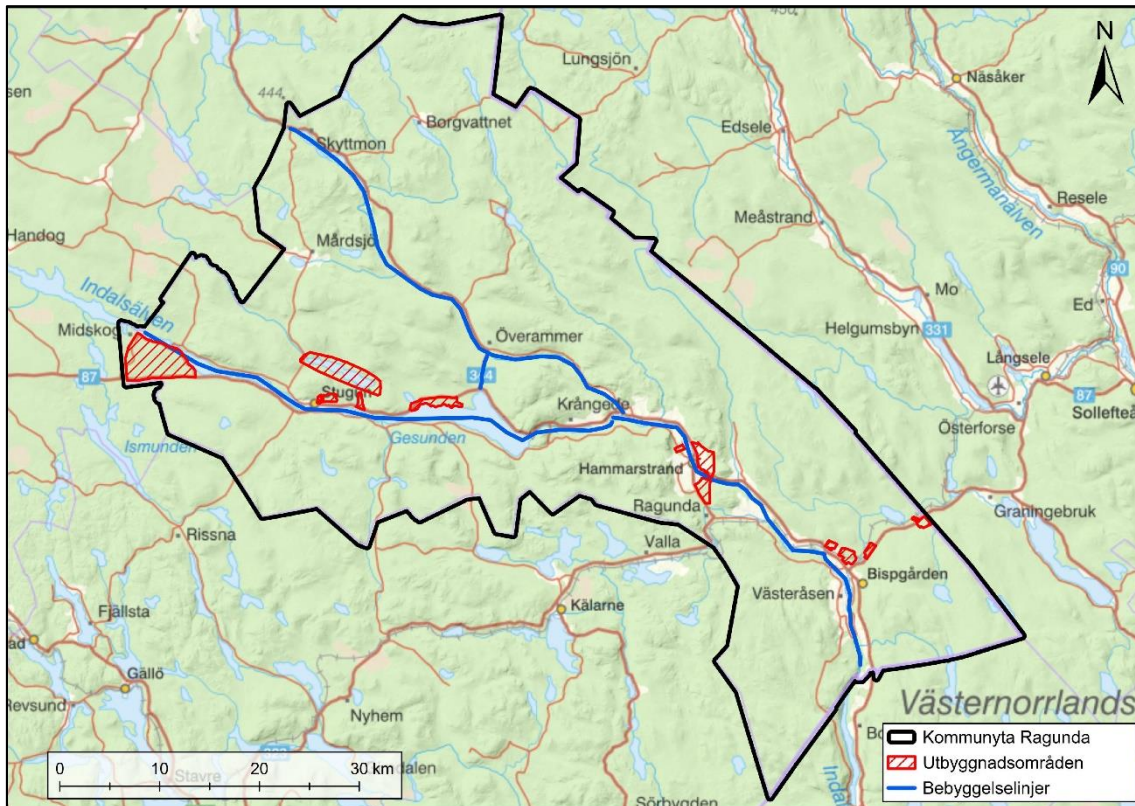 450
N
Lungsjön
Näsåker
444
Borgvattnet
Edsele
Skyttmon
Ångermanälven
Resele
Meåstrand
Handog
Mårdsjö
90
Indalsälven
Mo
Ed
Midskog
Överammer
Helgumsbyn
331
Långsele
87
87
Stugun
Krångede
Sollefteå
Österforse
Ismunden
Gesunden
Hammarstrand
Ragunda
Graningebruk
Rissna
Valla
Bispgården
Västeråsen
Fjällsta
Kälarne
Gällö
Revsund
Nyhem
Västernorrlands
Kommunyta Ragunda
Utbyggnadsområden
Bebyggelselinjer
0 10 20 30 km
Stavre
Sörbygden